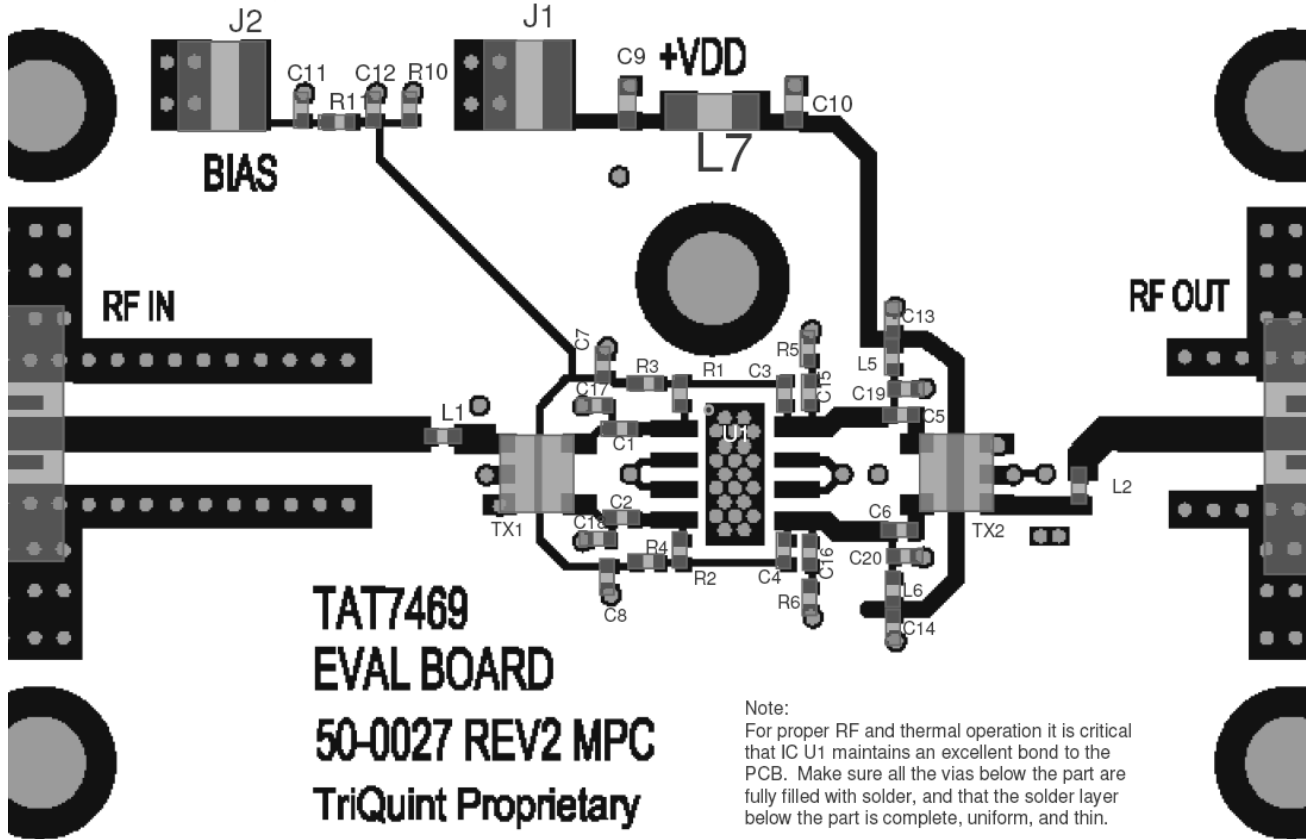 J2
J1
C11
C12
R10
R11
C9
+VDD
C10
L7
BIAS
RF IN
RF OUT
C7
R3
R1
C3
R5
C15
C13
L5
C17
C19
L1
C1
U1
C5
C2
TX1
C18
C6
TX2
L2
R4
R2
C4
C16
C20
C8
R6
L6
C14
TAT7469
EVAL BOARD
50-0027 REV2 MPC
TriQuint Proprietary
Note:
For proper RF and thermal operation it is critical
that IC U1 maintains an excellent bond to the
PCB. Make sure all the vias below the part are
fully filled with solder, and that the solder layer
below the part is complete, uniform, and thin.